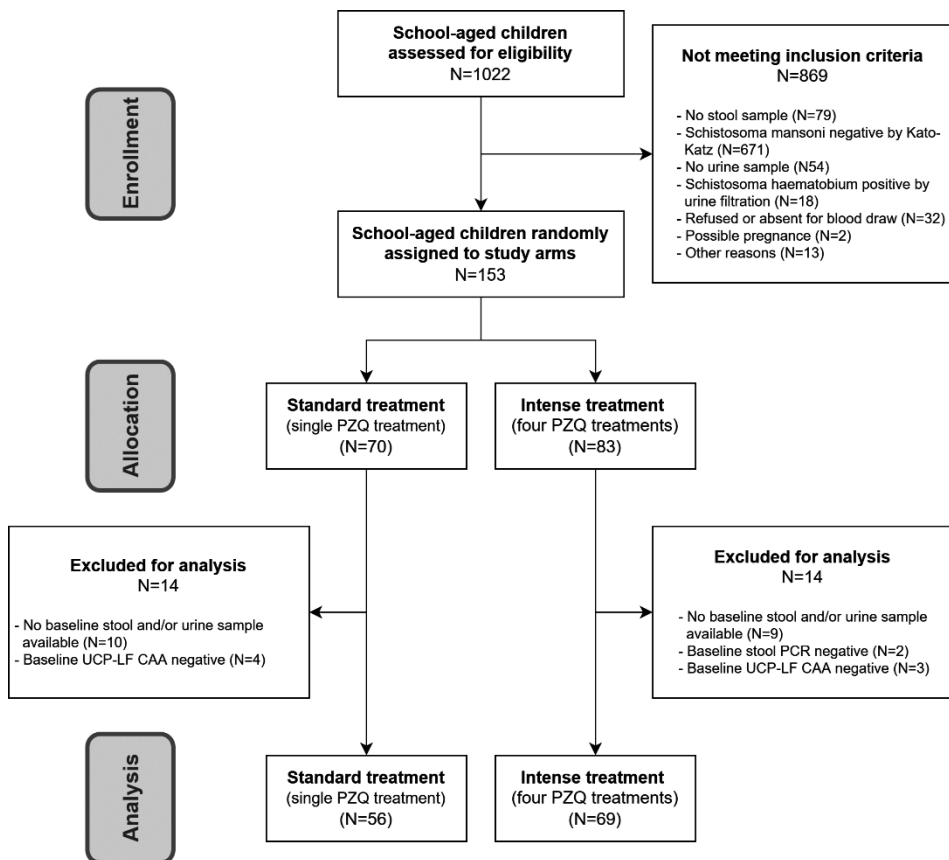 Enrollment
School-aged children
assessed for eligibility
N=1022
Not meeting inclusion criteria
N=869
- No stool sample (N=79)
- Schistosoma mansoni negative by Kato-
Katz (N=671)
- No urine sample (N54)
- Schistosoma haematobium positive by
urine filtration (N=18)
- Refused or absent for blood draw (N=32)
- Possible pregnancy (N=2)
- Other reasons (N=13)
School-aged children randomly
assigned to study arms
N=153
Allocation
Standard treatment
(single PZQ treatment)
(N=70)
Intense treatment
(four PZQ treatments)
(N=83)
Excluded for analysis
N=14
- No baseline stool and/or urine sample
available (N=10)
- Baseline UCP-LF CAA negative (N=4)
Excluded for analysis
N=14
- No baseline stool and/or urine sample
available (N=9)
- Baseline stool PCR negative (N=2)
- Baseline UCP-LF CAA negative (N=3)
Analysis
Standard treatment
(single PZQ treatment)
(N=56)
Intense treatment
(four PZQ treatments)
(N=69)